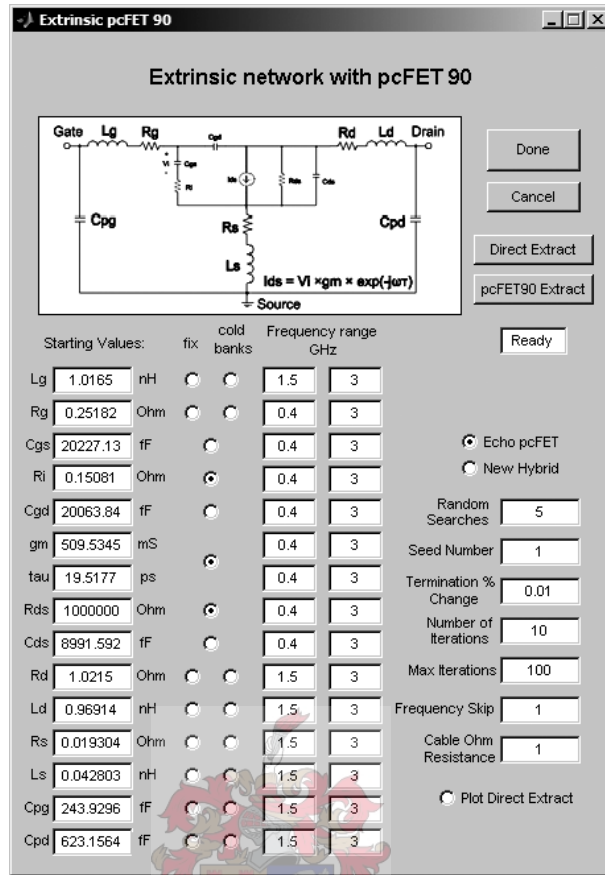 Extrinsic pcFET 90
Extrinsic network with pcFET 90
Gate Lg Rg Cgd Rd Ld Drain
Vi Cgs
Ri Ids Rds Cds
Cpg Rs Cpd
Ls
Ids = Vi ×gm × exp(-jωτ)
Source
Done
Cancel
Direct Extract
pcFET90 Extract
Ready
Starting Values: fix cold banks Frequency range GHz
Lg 1.0165 nH 1.5 3
Rg 0.25182 Ohm 0.4 3
Cgs 20227.13 fF 0.4 3
Ri 0.15081 Ohm 0.4 3
Cgd 20063.84 fF 0.4 3
gm 509.5345 mS 0.4 3
tau 19.5177 ps 0.4 3
Rds 1000000 Ohm 0.4 3
Cds 8991.592 fF 0.4 3
Rd 1.0215 Ohm 1.5 3
Ld 0.96914 nH 1.5 3
Rs 0.019304 Ohm 1.5 3
Ls 0.042803 nH 1.5 3
Cpg 243.9296 fF 1.5 3
Cpd 623.1564 fF 1.5 3
Echo pcFET
New Hybrid
Random Searches 5
Seed Number 1
Termination % Change 0.01
Number of Iterations 10
Max Iterations 100
Frequency Skip 1
Cable Ohm Resistance 1
Plot Direct Extract